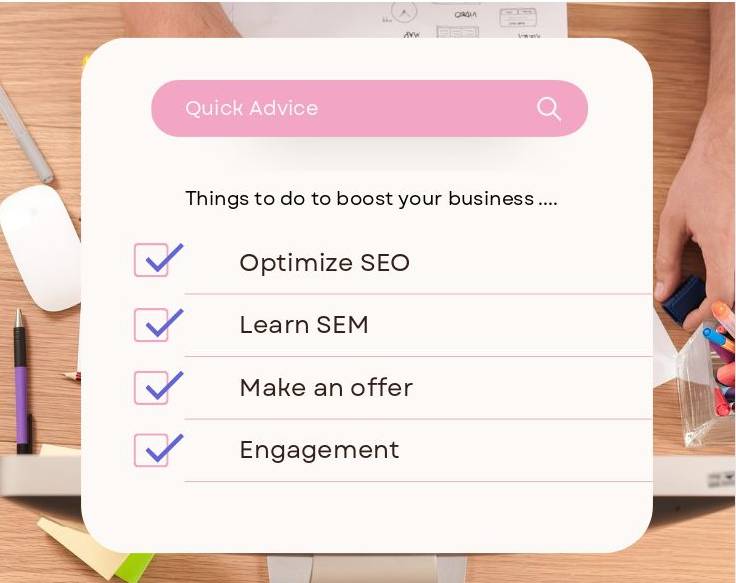 Quick Advice
Things to do to boost your business ....
Optimize SEO
Learn SEM
Make an offer
Engagement